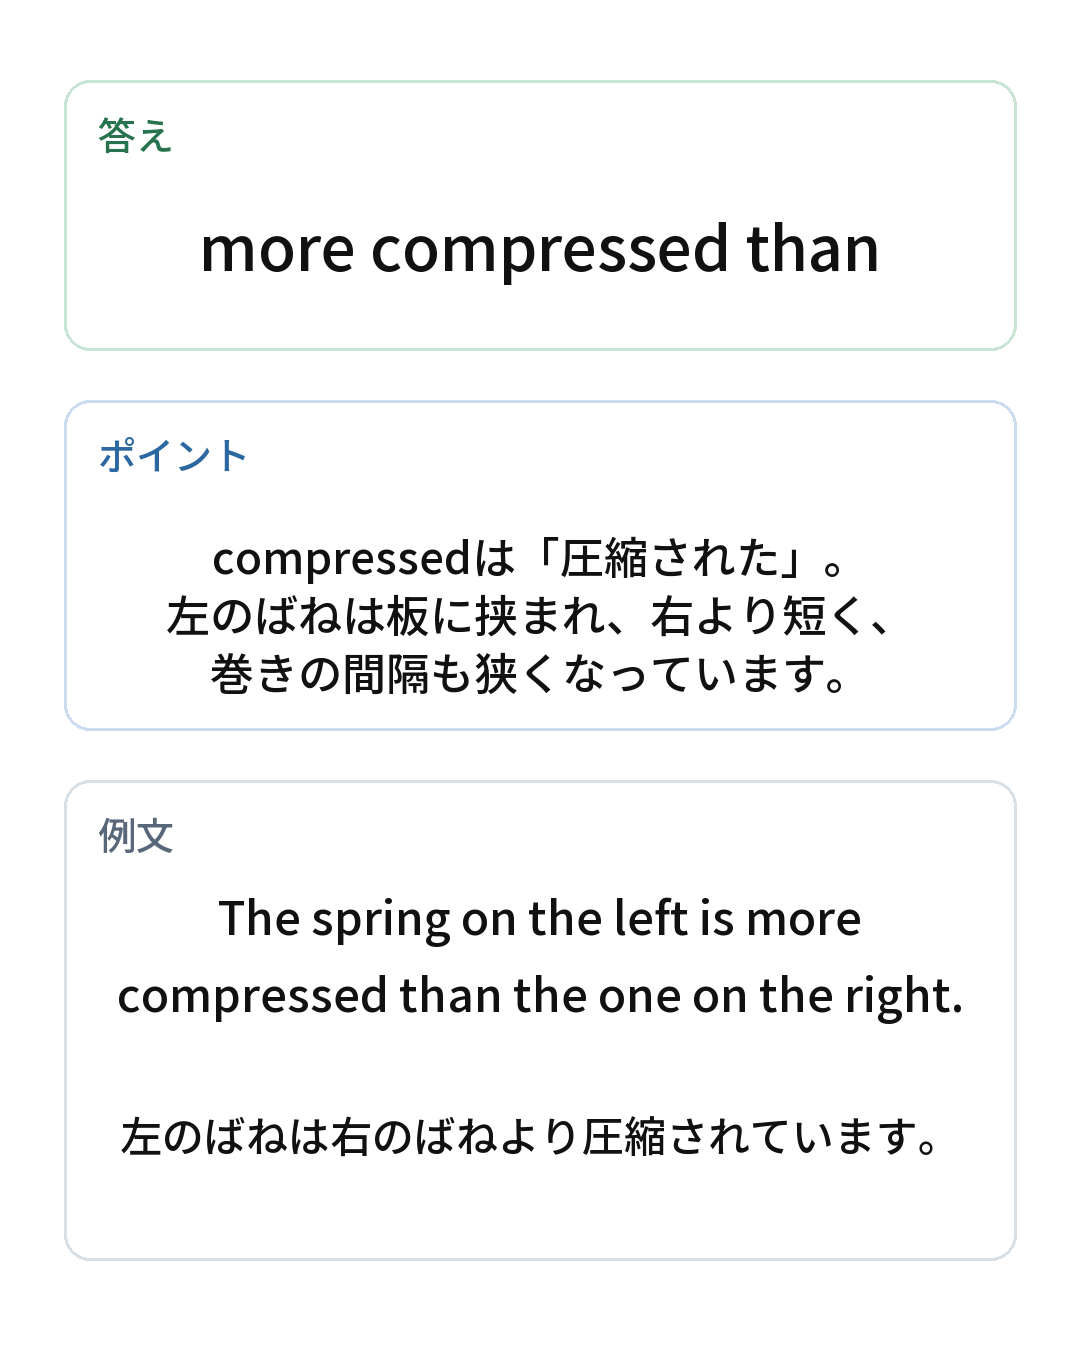 答え
more compressed than
ポイント
compressedは「圧縮された」。
左のばねは板に挟まれ、右より短く、
巻きの間隔も狭くなっています。
例文
The spring on the left is more
compressed than the one on the right.
左のばねは右のばねより圧縮されています。